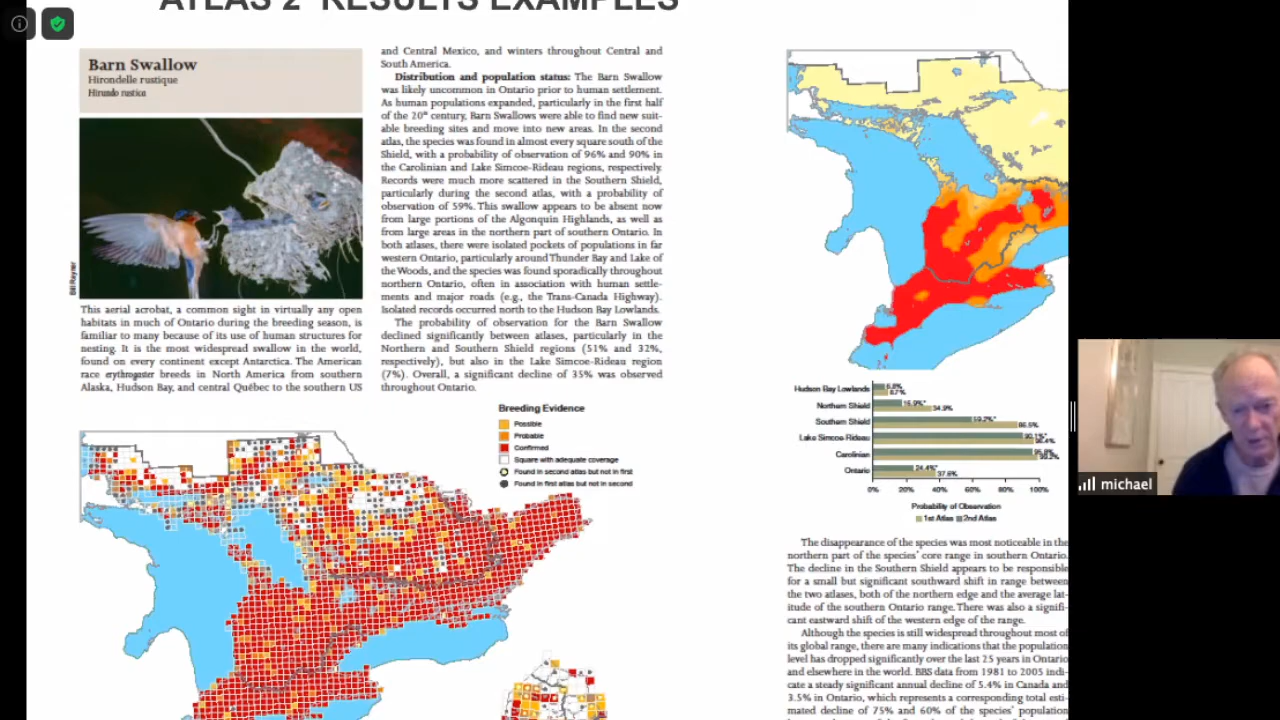 ATLAS 2 RESULTS EXAMPLES
Barn Swallow
Hirondelle rustique
Hirundo rustica
This aerial acrobat, a common sight in virtually any open
habitats in much of Ontario during the breeding season, is
familiar to many because of its use of human structures for
nesting. It is the most widespread swallow in the world,
found on every continent except Antarctica. The American
race erythrogaster breeds in North America from southern
Alaska, Hudson Bay, and central Québec to the southern US
and Central Mexico, and winters throughout Central and
South America.
Distribution and population status: The Barn Swallow
was likely uncommon in Ontario prior to human settlement.
As human populations expanded, particularly in the first half
of the 20th century, Barn Swallows were able to find new suit-
able breeding sites and move into new areas. In the second
atlas, the species was found in almost every square south of the
Shield, with a probability of observation of 96% and 90% in
the Carolinian and Lake Simcoe-Rideau regions, respectively.
Records were much more scattered in the Southern Shield,
particularly during the second atlas, with a probability of
observation of 59%. This swallow appears to be absent now
from large portions of the Algonquin Highlands, as well as
from large areas in the northern part of southern Ontario. In
both atlases, there were isolated pockets of populations in far
western Ontario, particularly around Thunder Bay and Lake of
the Woods, and the species was found sporadically throughout
northern Ontario, often in association with human settle-
ments and major roads (e.g., the Trans-Canada Highway).
Isolated records occurred north to the Hudson Bay Lowlands.
The probability of observation for the Barn Swallow
declined significantly between atlases, particularly in the
Northern and Southern Shield regions (51% and 32%,
respectively), but also in the Lake Simcoe-Rideau region
(7%). Overall, a significant decline of 35% was observed
throughout Ontario.
Breeding Evidence
Possible
Probable
Confirmed
Square with adequate coverage
Found in second atlas but not in first
Found in first atlas but not in second
Hudson Bay Lowlands
Northern Shield
34.9%
Southern Shield
86.5%
Lake Simcoe-Rideau
Carolinian
Ontario
24.4%*
37.6%
0% 20% 40% 60% 80% 100%
Probability of Observation
1st Atlas 2nd Atlas
The disappearance of the species was most noticeable in the
northern part of the species' core range in southern Ontario.
The decline in the Southern Shield appears to be responsible
for a small but significant southward shift in range between
the two atlases, both of the northern edge and the average lat-
itude of the southern Ontario range. There was also a signifi-
cant eastward shift of the western edge of the range.
Although the species is still widespread throughout most of
its global range, there are many indications that the population
level has dropped significantly over the last 25 years in Ontario
and elsewhere in the world. BBS data from 1981 to 2005 indi-
cate a steady significant annual decline of 5.4% in Canada and
3.5% in Ontario, which represents a corresponding total esti-
mated decline of 75% and 60% of the species' population
michael